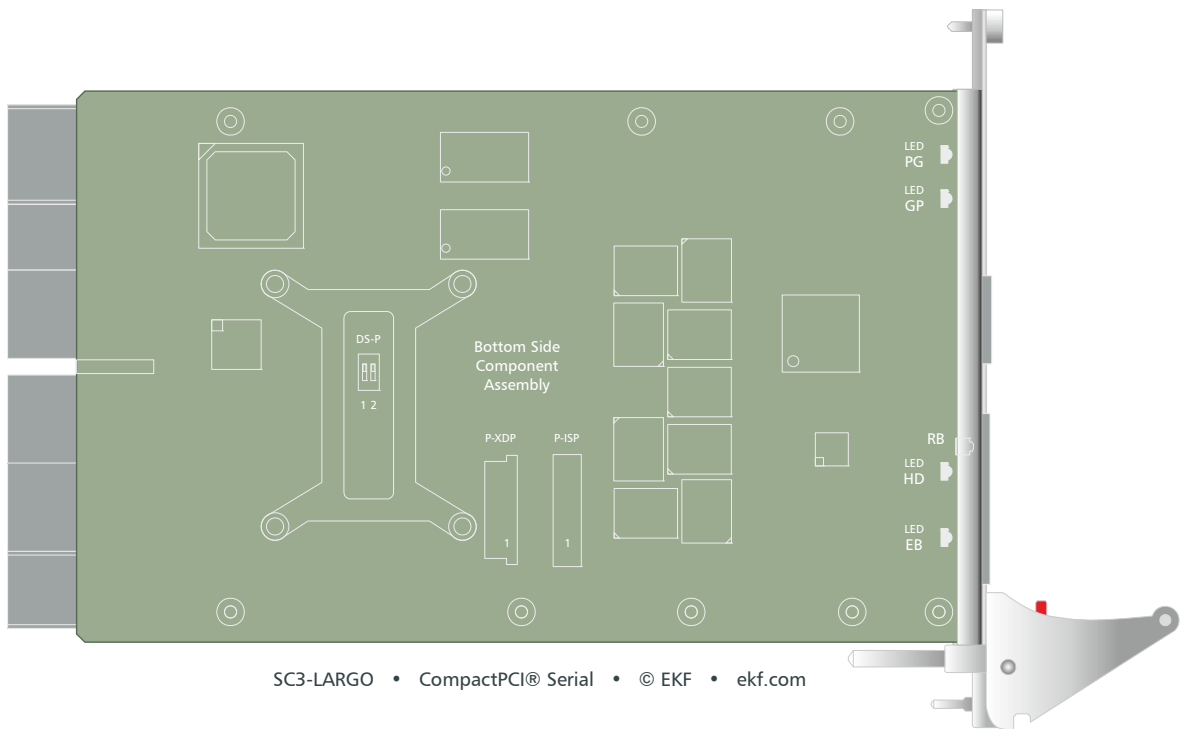 LED
PG
LED
GP
DS-P
1 2
Bottom Side
Component
Assembly
P-XDP
P-ISP
1
1
RB
LED
HD
LED
EB
SC3-LARGO • CompactPCI® Serial • © EKF • ekf.com